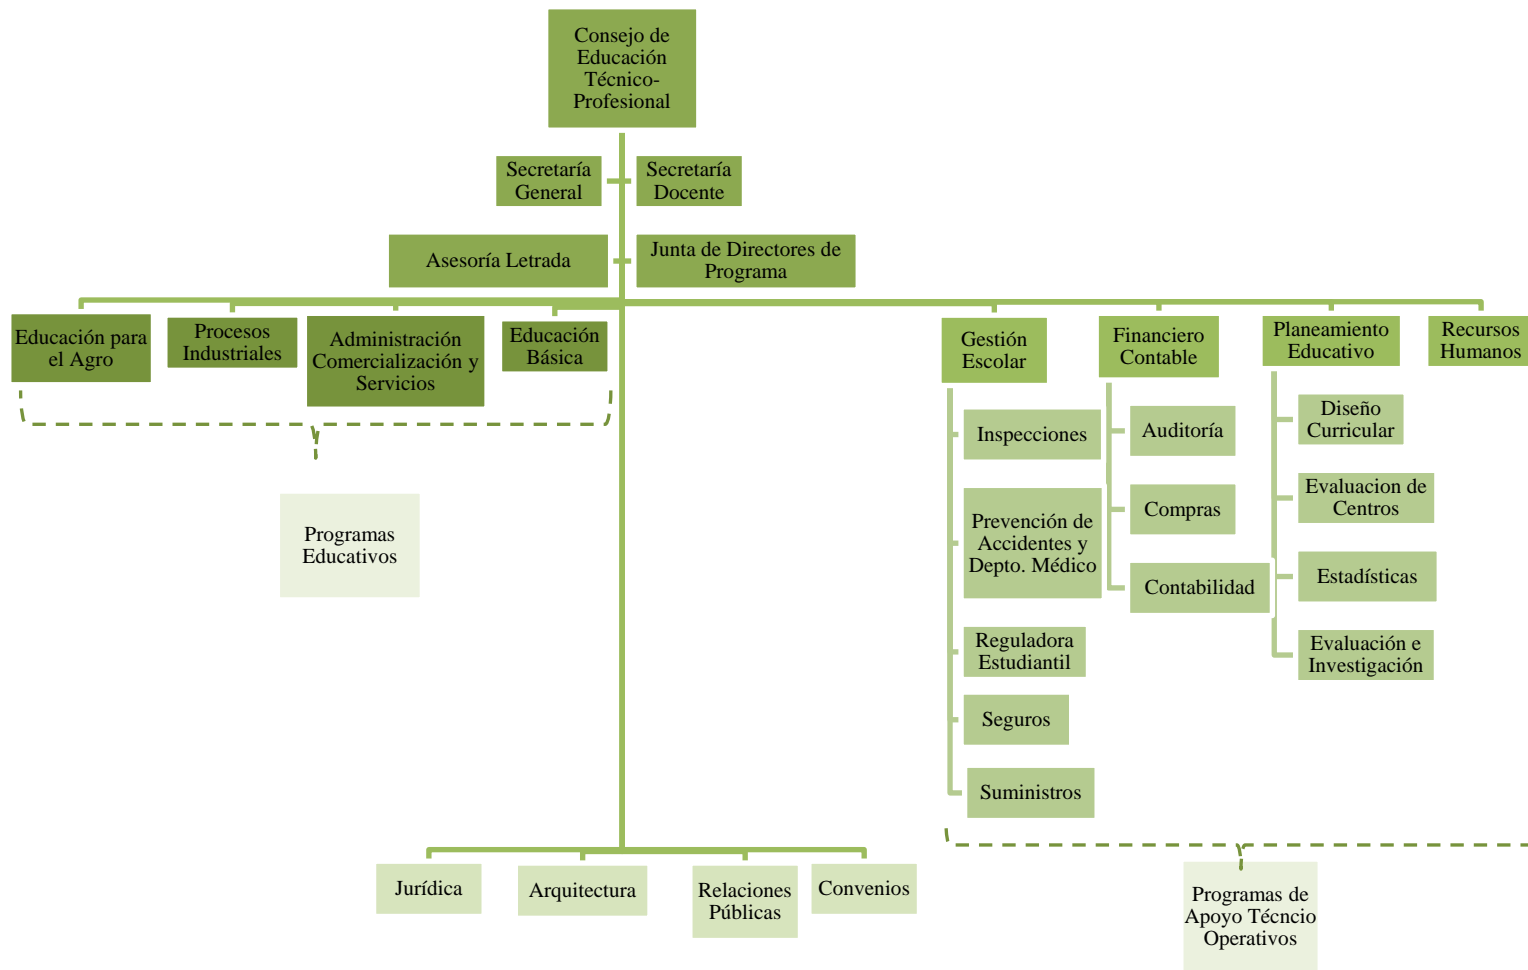 Consejo de
Educación
Técnico-
Profesional
Secretaría
General
Secretaría
Docente
Asesoría Letrada
Junta de Directores de
Programa
Educación para
el Agro
Procesos
Industriales
Administración
Comercialización y
Servicios
Educación
Básica
Gestión
Escolar
Financiero
Contable
Planeamiento
Educativo
Recursos
Humanos
Programas
Educativos
Inspecciones
Prevención de
Accidentes y
Depto. Médico
Reguladora
Estudiantil
Seguros
Suministros
Auditoría
Compras
Contabilidad
Diseño
Curricular
Evaluacion de
Centros
Estadísticas
Evaluación e
Investigación
Jurídica
Arquitectura
Relaciones
Públicas
Convenios
Programas de
Apoyo Técncio
Operativos